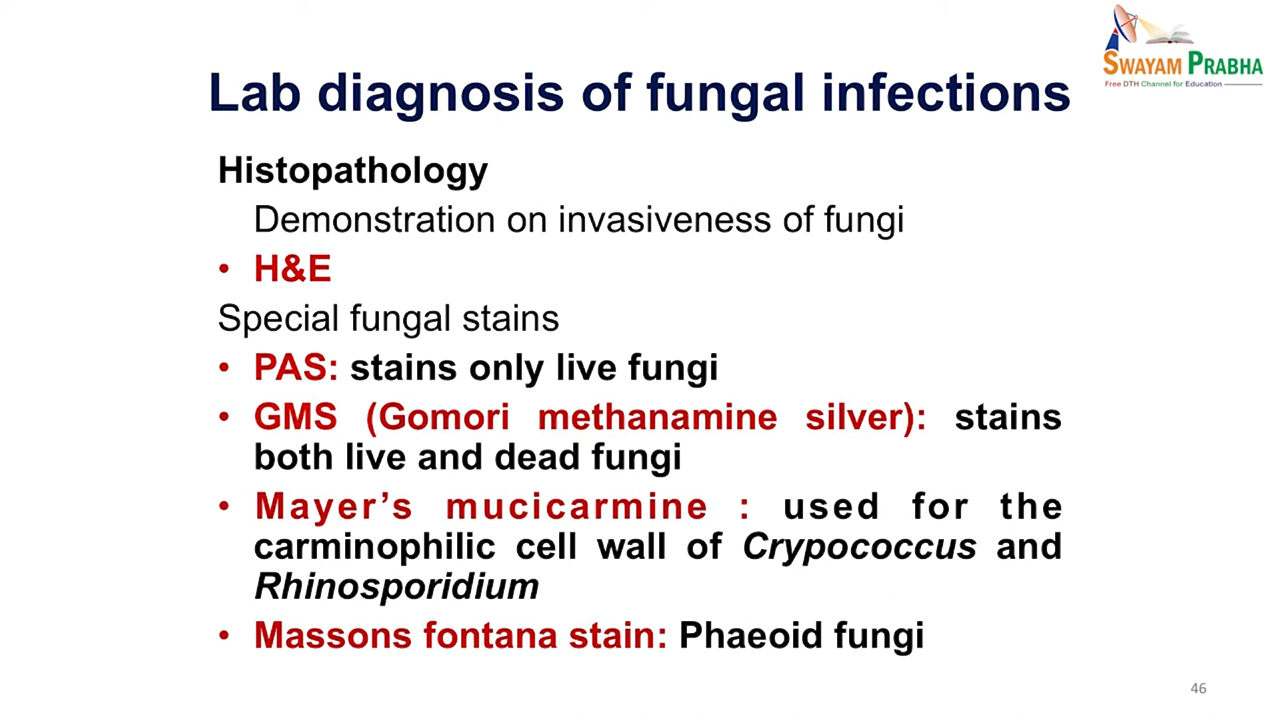 SWAYAM PRABHA
Free DTH Channel for Education
Lab diagnosis of fungal infections
Histopathology
Demonstration on invasiveness of fungi
• H&E
Special fungal stains
• PAS: stains only live fungi
• GMS (Gomori methanamine silver): stains
both live and dead fungi
• Mayer’s mucicarmine : used for the
carminophilic cell wall of Crypococcus and
Rhinosporidium
• Massons fontana stain: Phaeoid fungi
46